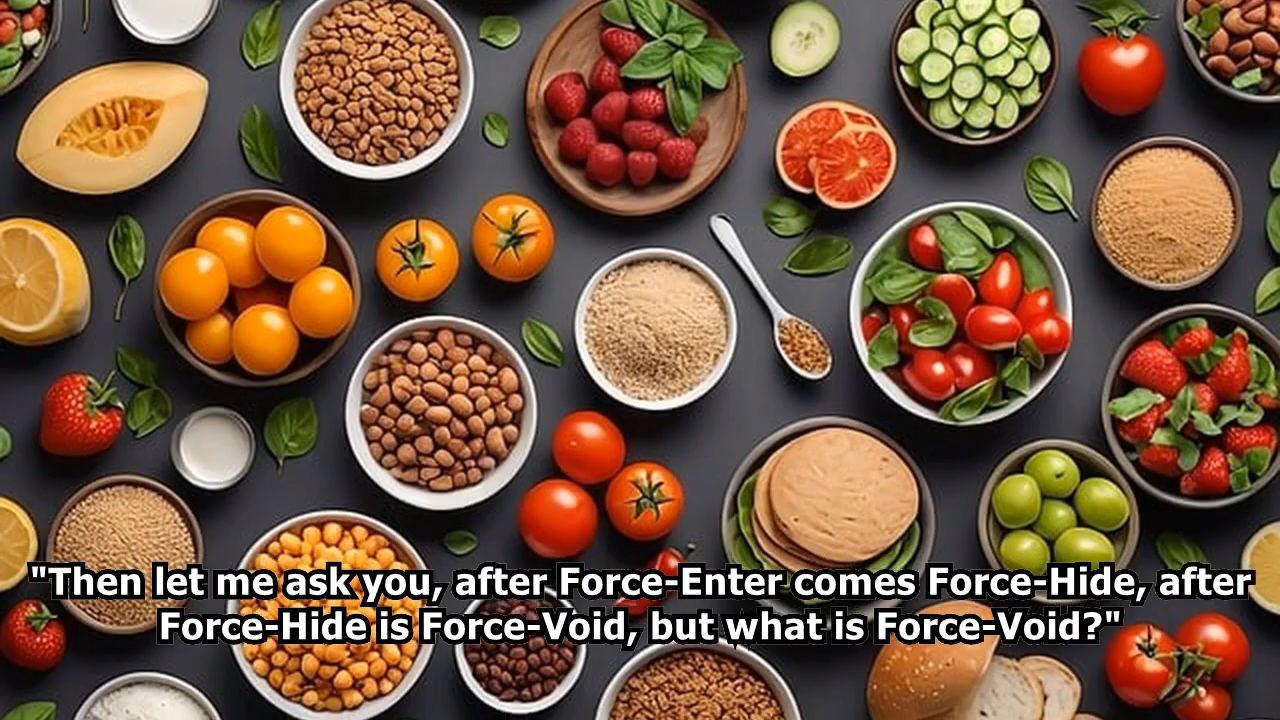 "Then let me ask you, after Force-Enter comes Force-Hide, after
Force-Hide is Force-Void, but what is Force-Void?"